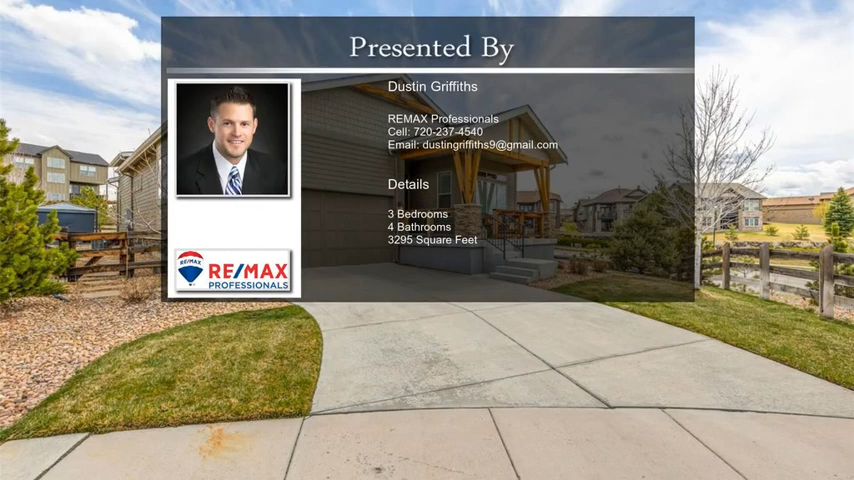 Presented By
Dustin Griffiths
REMAX Professionals
Cell: 720-237-4540
Email: dustingriffiths9@gmail.com
Details
3 Bedrooms
4 Bathrooms
3295 Square Feet
RE/MAX
RE/MAX
PROFESSIONALS